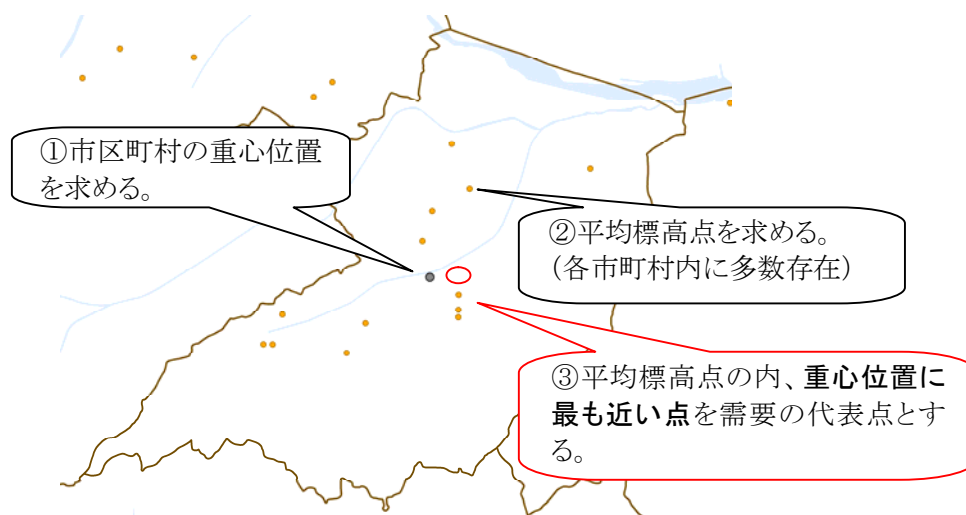 ①市区町村の重心位置
を求める。
②平均標高点を求める。
(各市町村内に多数存在)
③平均標高点の内、重心位置に
最も近い点を需要の代表点とす
る。